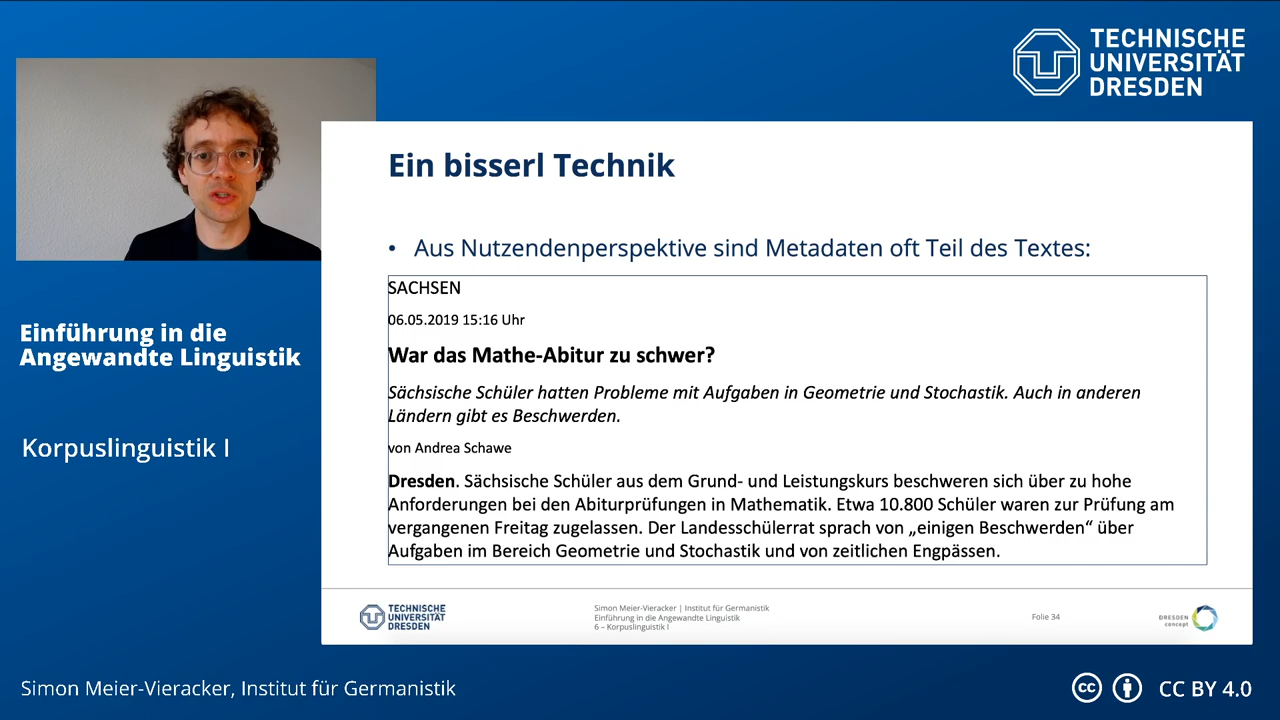 TECHNISCHE
UNIVERSITÄT
DRESDEN
Einführung in die
Angewandte Linguistik
Korpuslinguistik I
Ein bisserl Technik
• Aus Nutzendenperspektive sind Metadaten oft Teil des Textes:
SACHSEN
06.05.2019 15:16 Uhr
War das Mathe-Abitur zu schwer?
Sächsische Schüler hatten Probleme mit Aufgaben in Geometrie und Stochastik. Auch in anderen
Ländern gibt es Beschwerden.
von Andrea Schawe
Dresden. Sächsische Schüler aus dem Grund- und Leistungskurs beschweren sich über zu hohe
Anforderungen bei den Abiturprüfungen in Mathematik. Etwa 10.800 Schüler waren zur Prüfung am
vergangenen Freitag zugelassen. Der Landesschülerrat sprach von „einigen Beschwerden“ über
Aufgaben im Bereich Geometrie und Stochastik und von zeitlichen Engpässen.
TECHNISCHE
UNIVERSITÄT
DRESDEN
Simon Meier-Vieracker | Institut für Germanistik
Einführung in die Angewandte Linguistik
6 – Korpuslinguistik I
Folie 34
DRESDEN
concept
Simon Meier-Vieracker, Institut für Germanistik
cc
CC BY 4.0